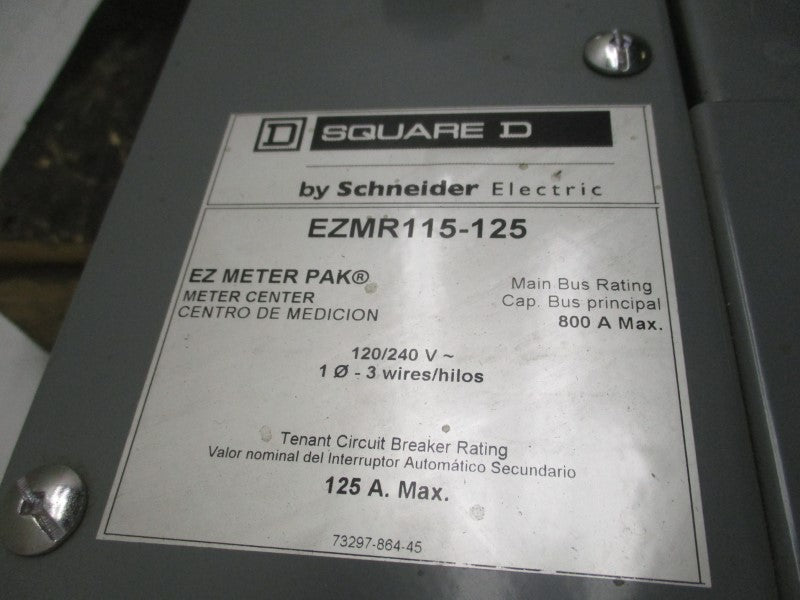 D SQUARE D
by Schneider Electric
EZMR115-125
EZ METER PAK®
METER CENTER
CENTRO DE MEDICION
Main Bus Rating
Cap. Bus principal
800 A Max.
120/240 V ~
1 Ø - 3 wires/hilos
Tenant Circuit Breaker Rating
Valor nominal del Interruptor Automático Secundario
125 A. Max.
73297-864-45